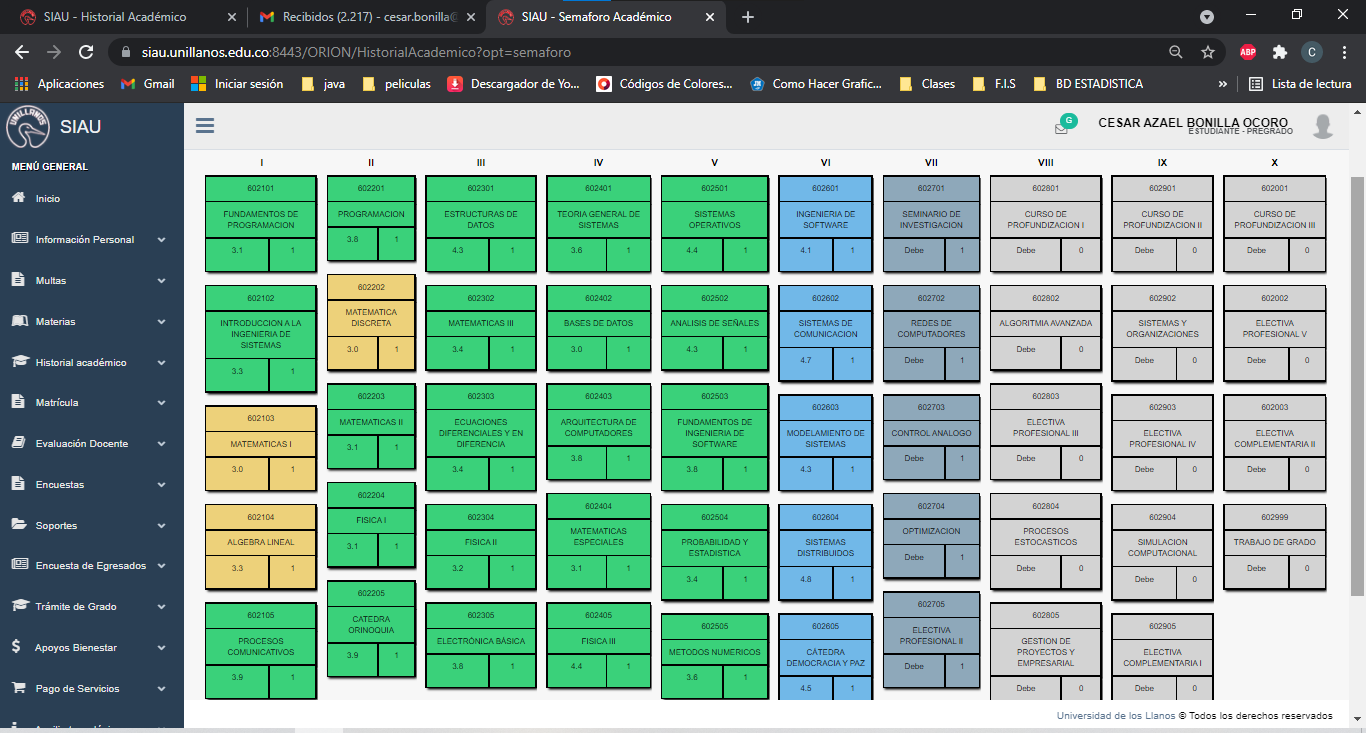 SIAU - Historial Académico
Recibidos (2.217) - cesar.bonilla@
SIAU - Semaforo Académico
siau.unillanos.edu.co:8443/ORION/HistorialAcademico?opt=semaforo
ABP
C
Aplicaciones
Gmail
Iniciar sesión
java
peliculas
Descargador de Yo...
Códigos de Colores...
Como Hacer Grafic...
Clases
F.I.S
BD ESTADISTICA
»
Lista de lectura
UNILLANOS
SIAU
G
CESAR AZAEL BONILLA OCORO
ESTUDIANTE - PREGRADO
MENÚ GENERAL
Inicio
Información Personal
Multas
Materias
Historial académico
Matrícula
Evaluación Docente
Encuestas
Soportes
Encuesta de Egresados
Trámite de Grado
Apoyos Bienestar
Pago de Servicios
I
602101
FUNDAMENTOS DE
PROGRAMACION
3.1 1
602102
INTRODUCCION A LA
INGENIERIA DE
SISTEMAS
3.3 1
602103
MATEMATICAS I
3.0 1
602104
ALGEBRA LINEAL
3.3 1
602105
PROCESOS
COMUNICATIVOS
3.9 1
II
602201
PROGRAMACION
3.8 1
602202
MATEMATICA
DISCRETA
3.0 1
602203
MATEMATICAS II
3.1 1
602204
FISICA I
3.1 1
602205
CATEDRA
ORINOQUIA
3.9 1
III
602301
ESTRUCTURAS DE
DATOS
4.3 1
602302
MATEMATICAS III
3.4 1
602303
ECUACIONES
DIFERENCIALES Y EN
DIFERENCIA
3.4 1
602304
FISICA II
3.2 1
602305
ELECTRÓNICA BÁSICA
3.8 1
IV
602401
TEORIA GENERAL DE
SISTEMAS
3.6 1
602402
BASES DE DATOS
3.0 1
602403
ARQUITECTURA DE
COMPUTADORES
3.8 1
602404
MATEMATICAS
ESPECIALES
3.1 1
602405
FISICA III
4.4 1
V
602501
SISTEMAS
OPERATIVOS
4.4 1
602502
ANALISIS DE SEÑALES
4.3 1
602503
FUNDAMENTOS DE
INGENIERIA DE
SOFTWARE
3.8 1
602504
PROBABILIDAD Y
ESTADISTICA
3.4 1
602505
METODOS NUMERICOS
3.6 1
VI
602601
INGENIERIA DE
SOFTWARE
4.1 1
602602
SISTEMAS DE
COMUNICACION
4.7 1
602603
MODELAMIENTO DE
SISTEMAS
4.3 1
602604
SISTEMAS
DISTRIBUIDOS
4.8 1
602605
CÁTEDRA
DEMOCRACIA Y PAZ
4.5 1
VII
602701
SEMINARIO DE
INVESTIGACIÓN
Debe 1
602702
REDES DE
COMPUTADORES
Debe 1
602703
CONTROL ANALOGO
Debe 1
602704
OPTIMIZACION
Debe 1
602705
ELECTIVA
PROFESIONAL II
Debe 1
VIII
602801
CURSO DE
PROFUNDIZACION I
Debe 0
602802
ALGORITMIA AVANZADA
Debe 0
602803
ELECTIVA
PROFESIONAL III
Debe 0
602804
PROCESOS
ESTOCASTICOS
Debe 0
602805
GESTION DE
PROYECTOS Y
EMPRESARIAL
Debe 0
IX
602901
CURSO DE
PROFUNDIZACION II
Debe 0
602902
SISTEMAS Y
ORGANIZACIONES
Debe 0
602903
ELECTIVA
PROFESIONAL IV
Debe 0
602904
SIMULACION
COMPUTACIONAL
Debe 0
602905
ELECTIVA
COMPLEMENTARIA I
Debe 0
X
602001
CURSO DE
PROFUNDIZACION III
Debe 0
602002
ELECTIVA
PROFESIONAL V
Debe 0
602003
ELECTIVA
COMPLEMENTARIA II
Debe 0
602999
TRABAJO DE GRADO
Debe 0
Universidad de los Llanos © Todos los derechos reservados